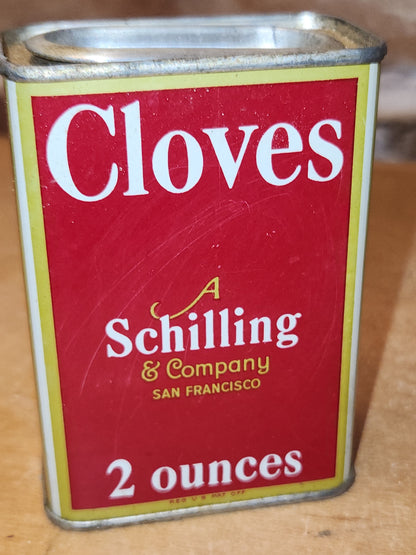 Cloves
A
Schilling
& Company
SAN FRANCISCO
2 ounces
REG U S PAT OFF